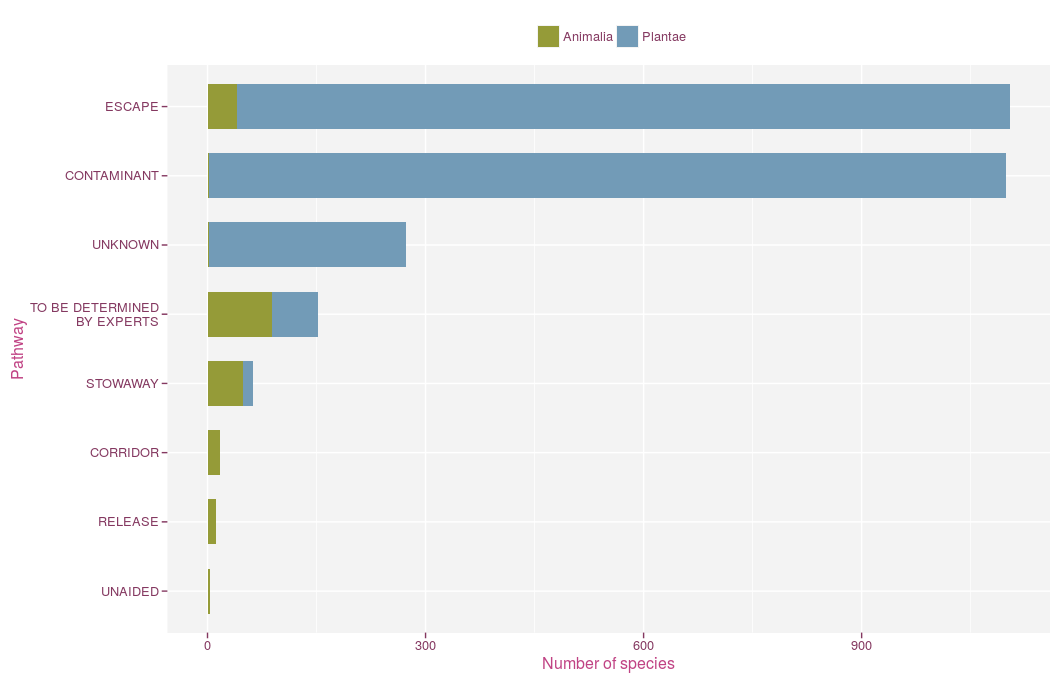 Animalia Plantae
ESCAPE
CONTAMINANT
UNKNOWN
TO BE DETERMINED
BY EXPERTS
STOWAWAY
CORRIDOR
RELEASE
UNAIDED
Pathway
0 300 600 900
Number of species